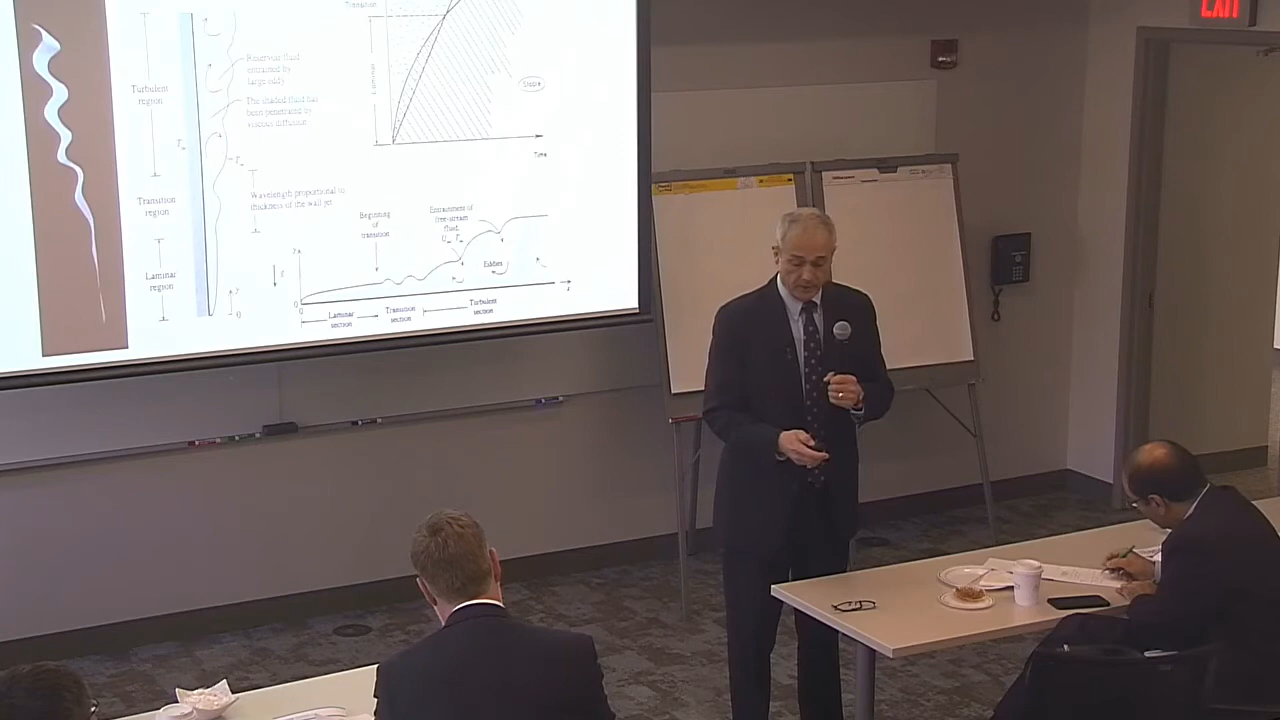 EXIT
Transition
Laminar
Stable
Time
Turbulent
region
Reservoir fluid
entrained by
large eddy
The shaded fluid has
been penetrated by
viscous diffusion
Transition
region
Wavelength proportional to
thickness of the wall jet
Laminar
region
Beginning
of
transition
Entrainment of
free-stream
fluid,
Eddies
Laminar
section
Transition
section
Turbulent
section